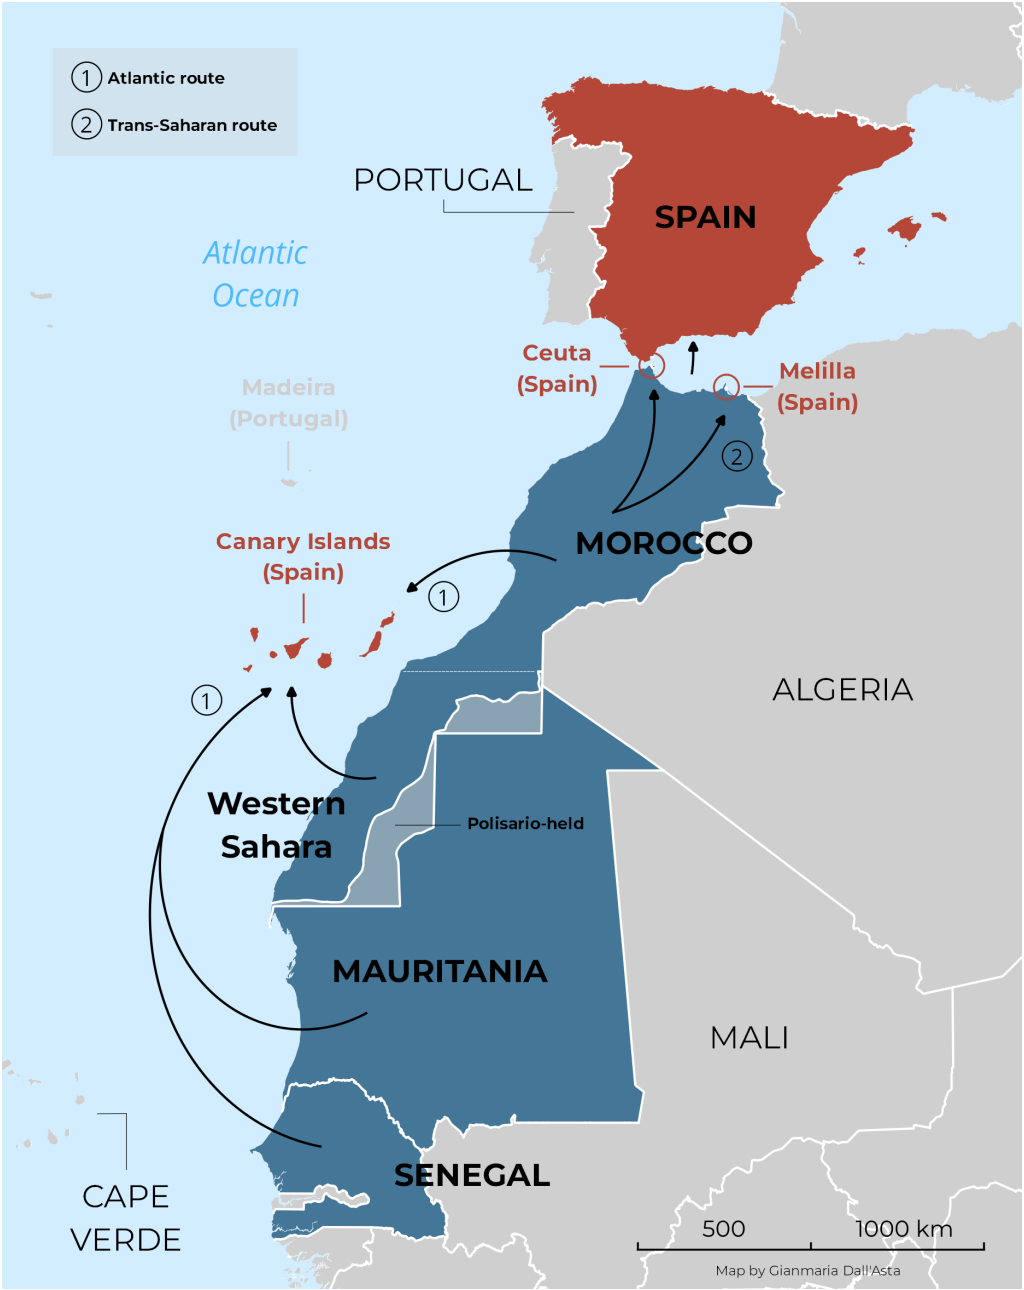 1 Atlantic route
2 Trans-Saharan route
PORTUGAL
SPAIN
Atlantic
Ocean
Ceuta
(Spain)
Melilla
(Spain)
Madeira
(Portugal)
2
Canary Islands
(Spain)
MOROCCO
1
ALGERIA
1
Western
Sahara
Polisario-held
MAURITANIA
MALI
SENEGAL
CAPE
VERDE
500
1000 km
Map by Gianmaria Dall'Asta